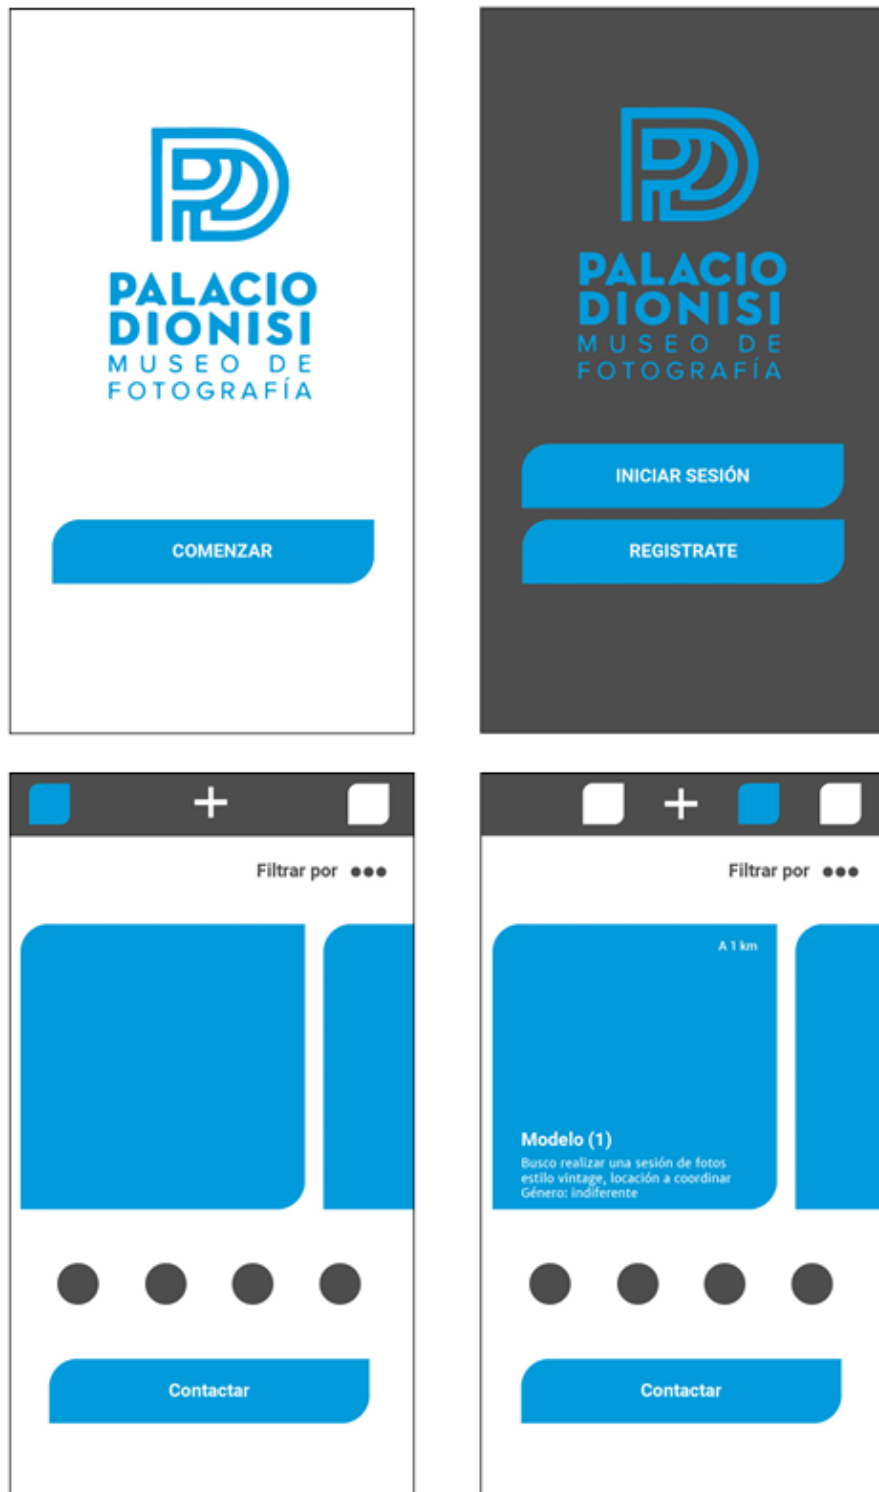 PALACIO
DIONISI
MUSEO DE
FOTOGRAFÍA
COMENZAR
PALACIO
DIONISI
MUSEO DE
FOTOGRAFÍA
INICIAR SESIÓN
REGISTRATE
Filtrar por
Contactar
Filtrar por
A 1 km
Modelo (1)
Busco realizar una sesión de fotos
estilo vintage, locación a coordinar
Género: indiferente
Contactar